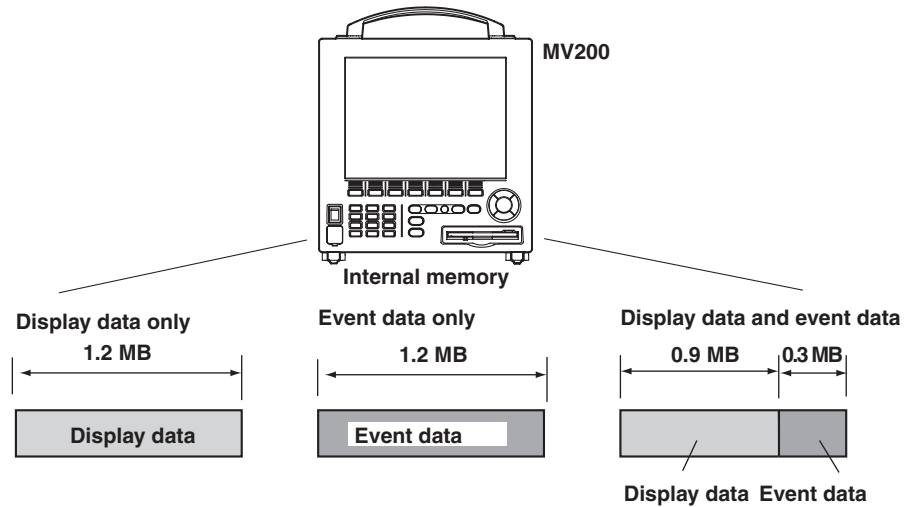 MV200
Internal memory
Display data only
1.2 MB
Display data
Event data only
1.2 MB
Event data
Display data and event data
0.9 MB
0.3 MB
Display data
Event data